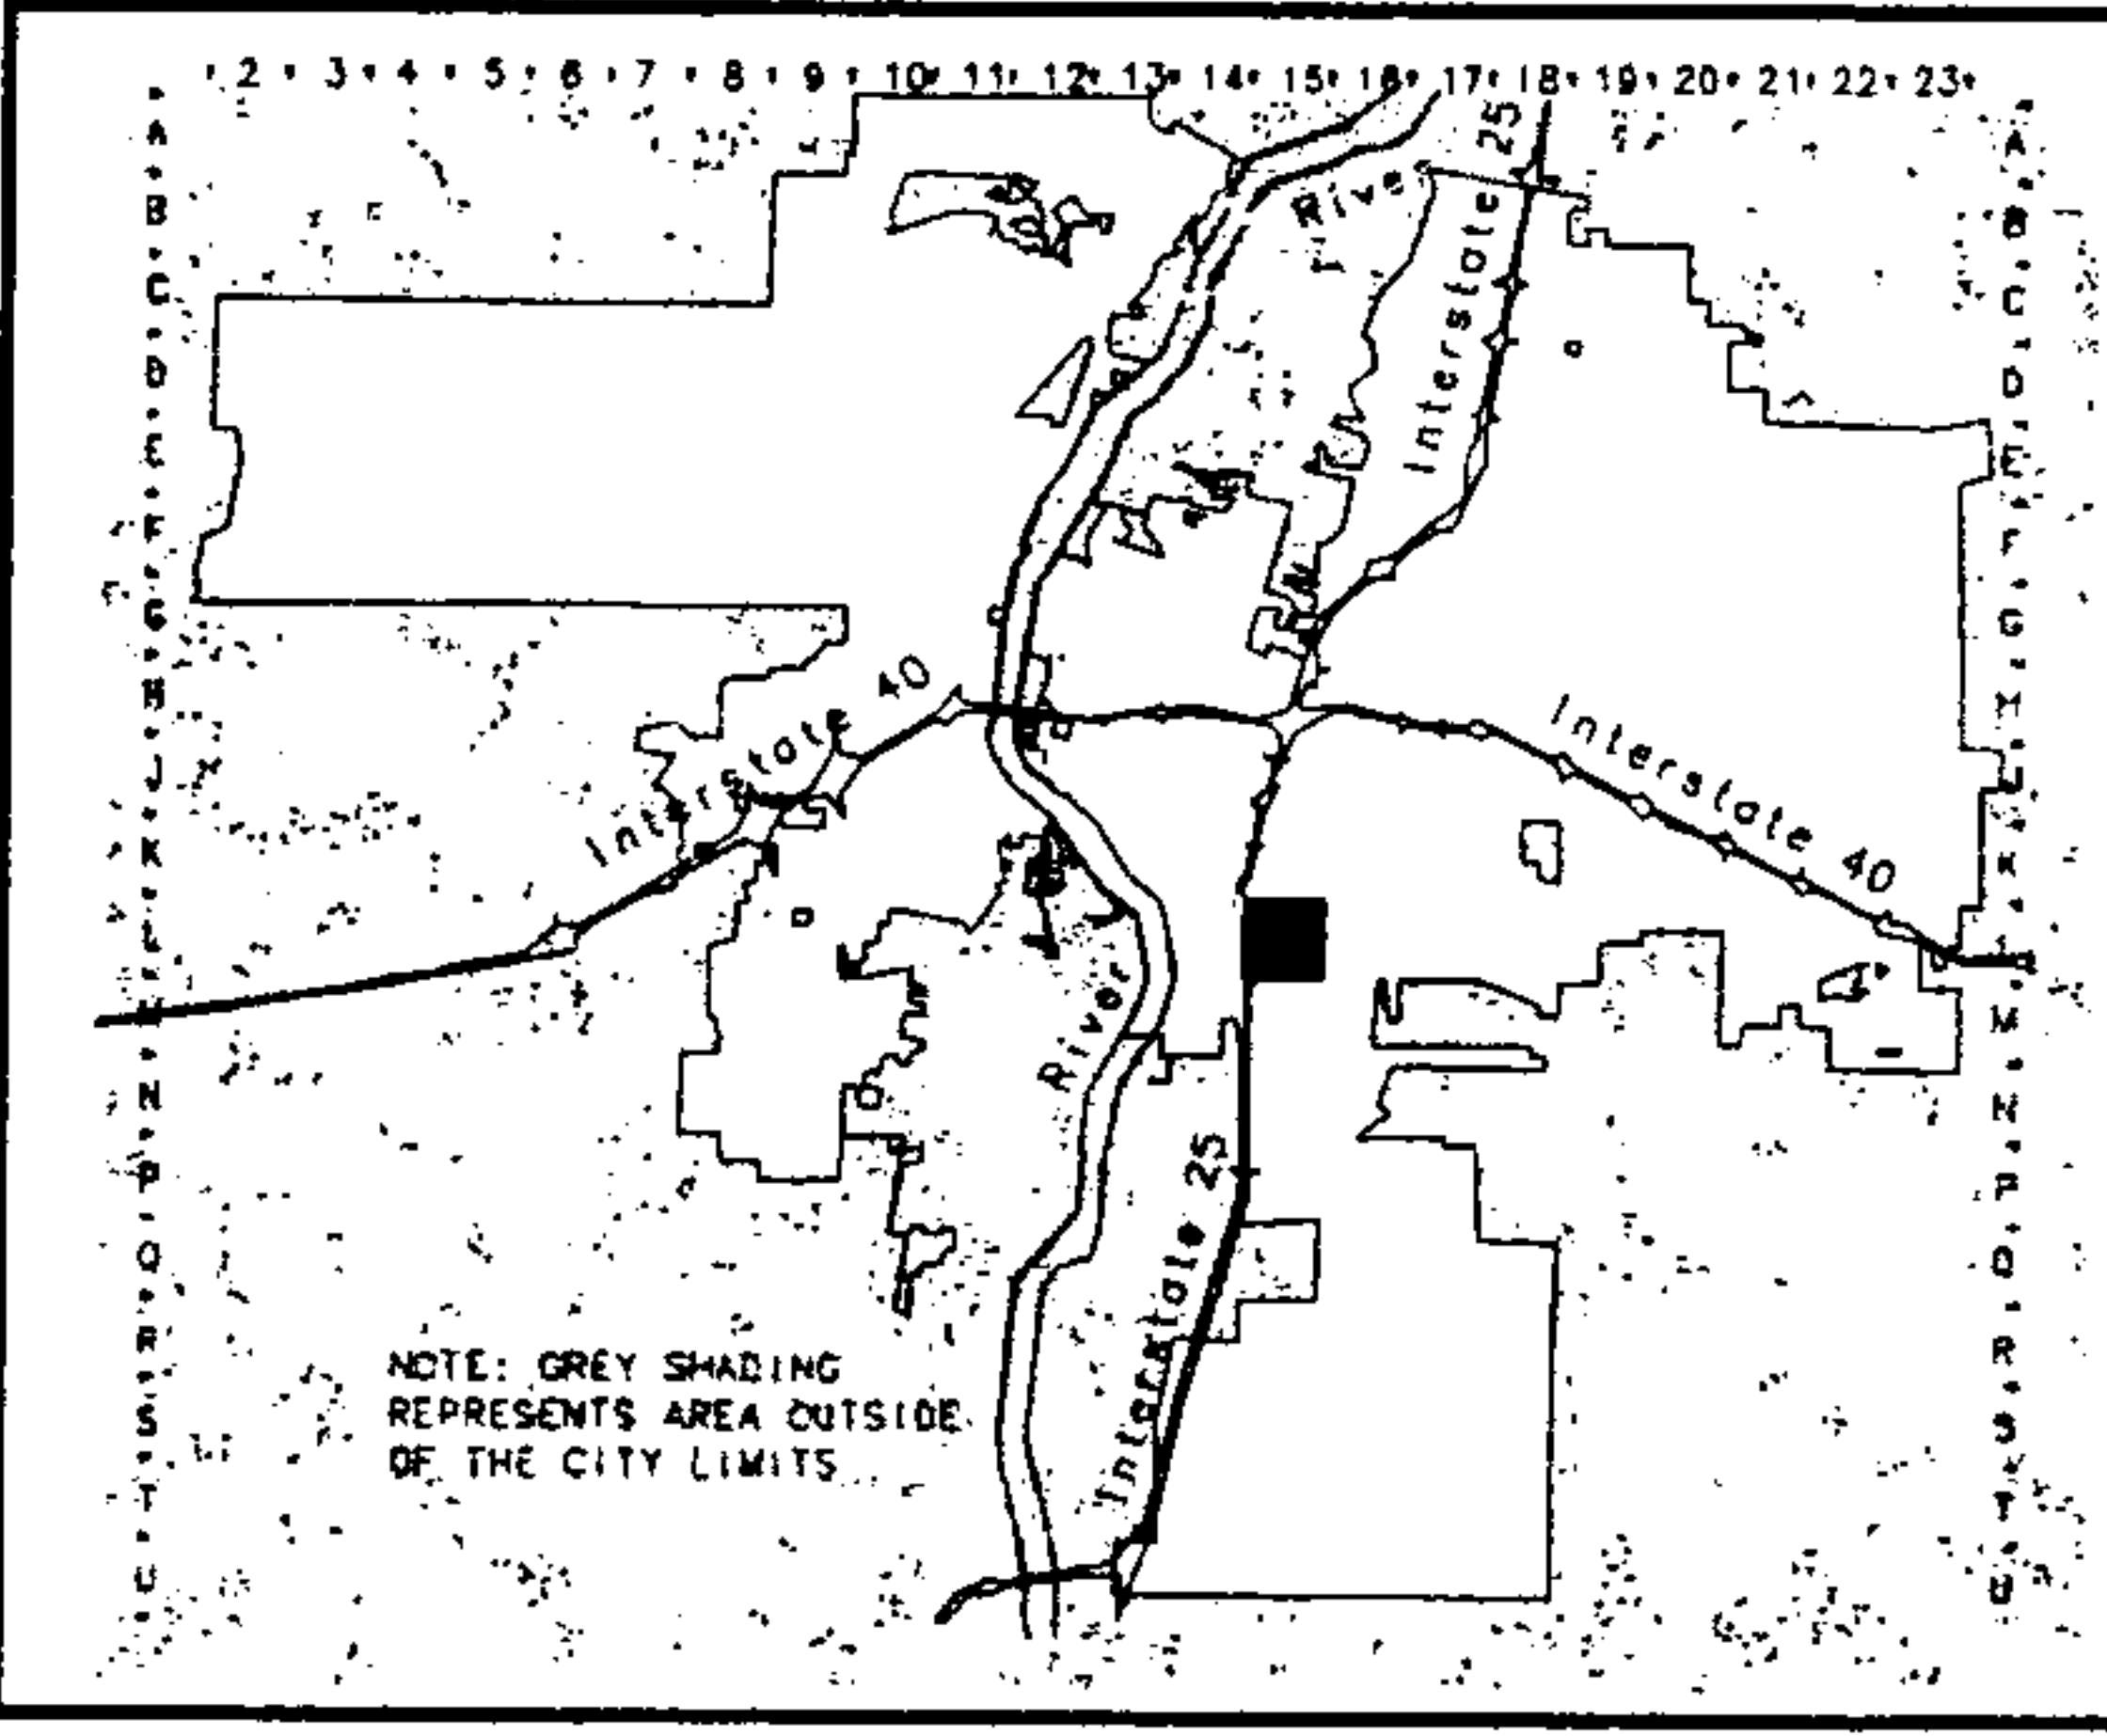 2 3 4 5 6 7 8 9 10 11 12 13 14 15 16 17 18 19 20 21 22 23
A
B
C
D
E
F
G
H
J
K
L
M
N
P
Q
R
S
T
U
River
Interstate 25
Interstate 40
Interstate 40
River
Interstate 25
NOTE: GREY SHADING
REPRESENTS AREA OUTSIDE
OF THE CITY LIMITS
A
B
C
D
E
F
G
H
J
K
L
M
N
P
Q
R
S
T
U